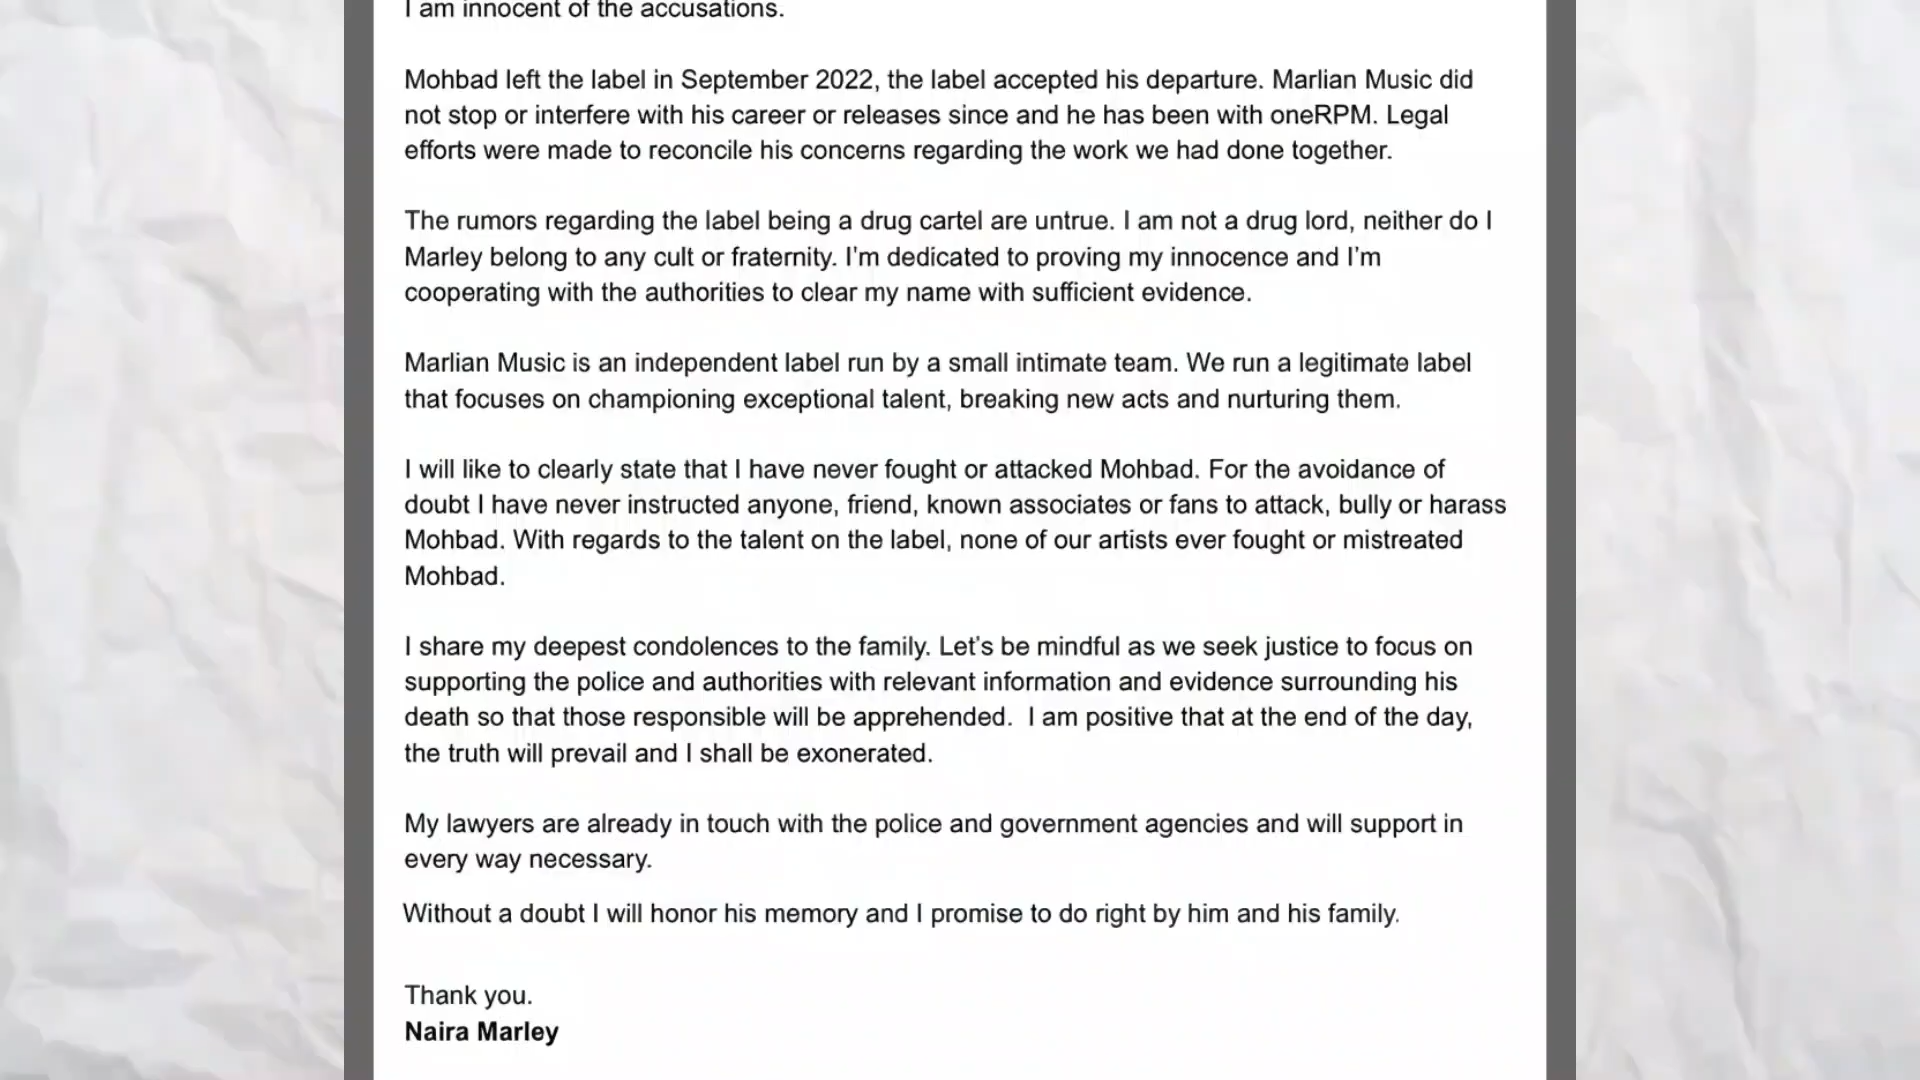 I am innocent of the accusations.
Mohbad left the label in September 2022, the label accepted his departure. Marlian Music did
not stop or interfere with his career or releases since and he has been with oneRPM. Legal
efforts were made to reconcile his concerns regarding the work we had done together.
The rumors regarding the label being a drug cartel are untrue. I am not a drug lord, neither do I
Marley belong to any cult or fraternity. I'm dedicated to proving my innocence and I'm
cooperating with the authorities to clear my name with sufficient evidence.
Marlian Music is an independent label run by a small intimate team. We run a legitimate label
that focuses on championing exceptional talent, breaking new acts and nurturing them.
I will like to clearly state that I have never fought or attacked Mohbad. For the avoidance of
doubt I have never instructed anyone, friend, known associates or fans to attack, bully or harass
Mohbad. With regards to the talent on the label, none of our artists ever fought or mistreated
Mohbad.
I share my deepest condolences to the family. Let's be mindful as we seek justice to focus on
supporting the police and authorities with relevant information and evidence surrounding his
death so that those responsible will be apprehended.  I am positive that at the end of the day,
the truth will prevail and I shall be exonerated.
My lawyers are already in touch with the police and government agencies and will support in
every way necessary.
Without a doubt I will honor his memory and I promise to do right by him and his family.
Thank you.
Naira Marley